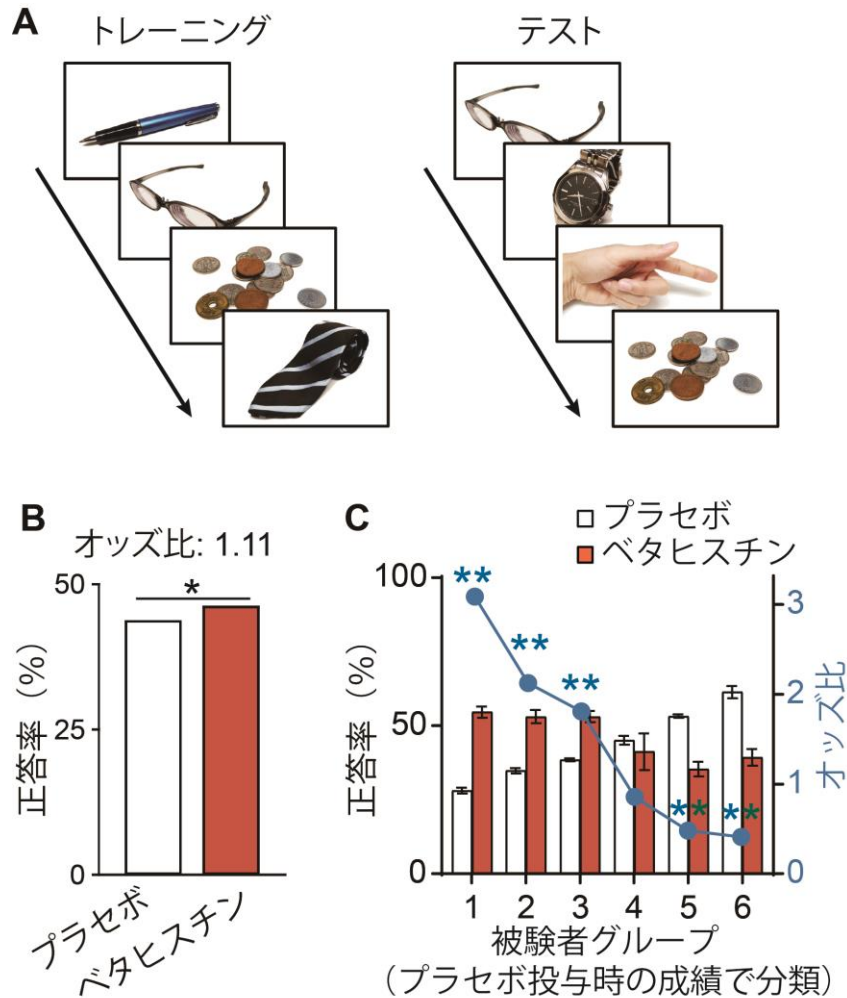 A
トレーニング
テスト
B
オッズ比: 1.11
50
*
25
0
正答率（%）
プラセボ
ベタヒスチン
C
プラセボ
ベタヒスチン
100
50
0
正答率（%）
**
**
**
**
**
3
2
1
0
オッズ比
1 2 3 4 5 6
被験者グループ
（プラセボ投与時の成績で分類）